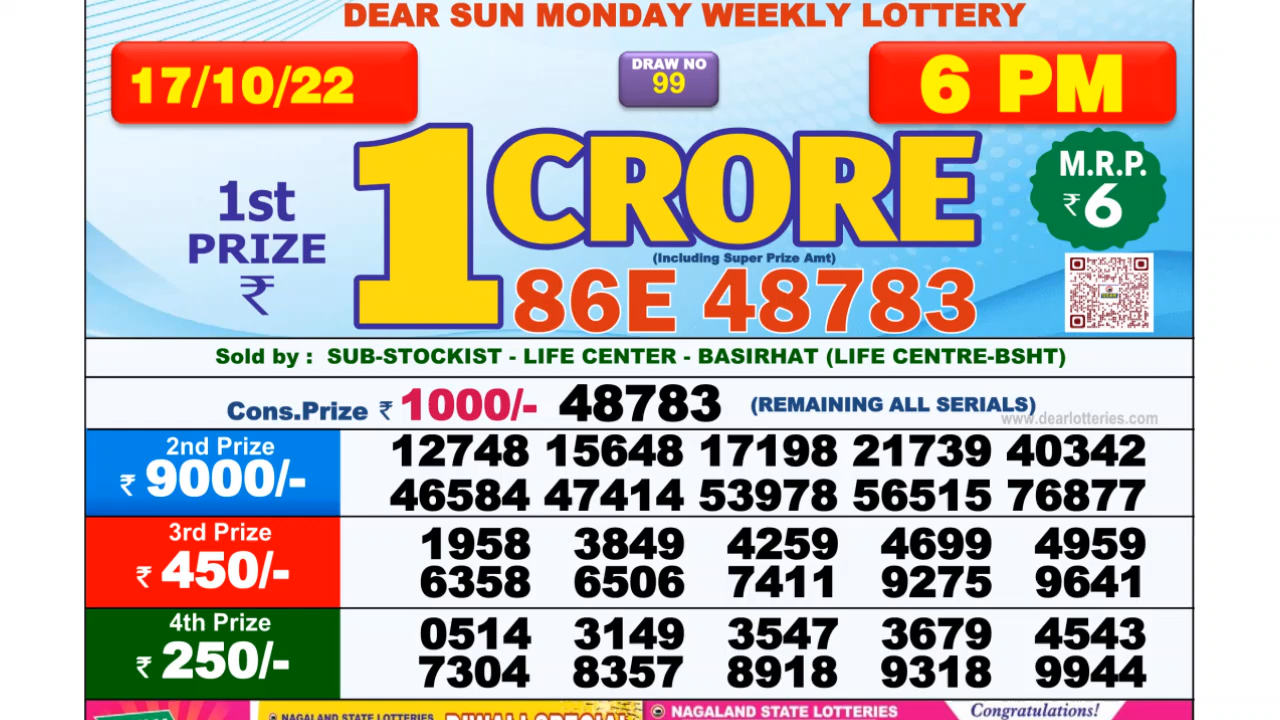 DEAR SUN MONDAY WEEKLY LOTTERY
17/10/22
DRAW NO
99
6 PM
1st
PRIZE
₹
1 CRORE
(Including Super Prize Amt)
86E 48783
M.R.P.
₹ 6
Sold by : SUB-STOCKIST - LIFE CENTER - BASIRHAT (LIFE CENTRE-BSHT)
Cons.Prize ₹ 1000/- 48783 (REMAINING ALL SERIALS)
www.dearlotteries.com
2nd Prize
₹ 9000/-
12748 15648 17198 21739 40342
46584 47414 53978 56515 76877
3rd Prize
₹ 450/-
1958 3849 4259 4699 4959
6358 6506 7411 9275 9641
4th Prize
₹ 250/-
0514 3149 3547 3679 4543
7304 8357 8918 9318 9944
NAGALAND STATE LOTTERIES
DIWALI SPECIAL
NAGALAND STATE LOTTERIES
Congratulations!